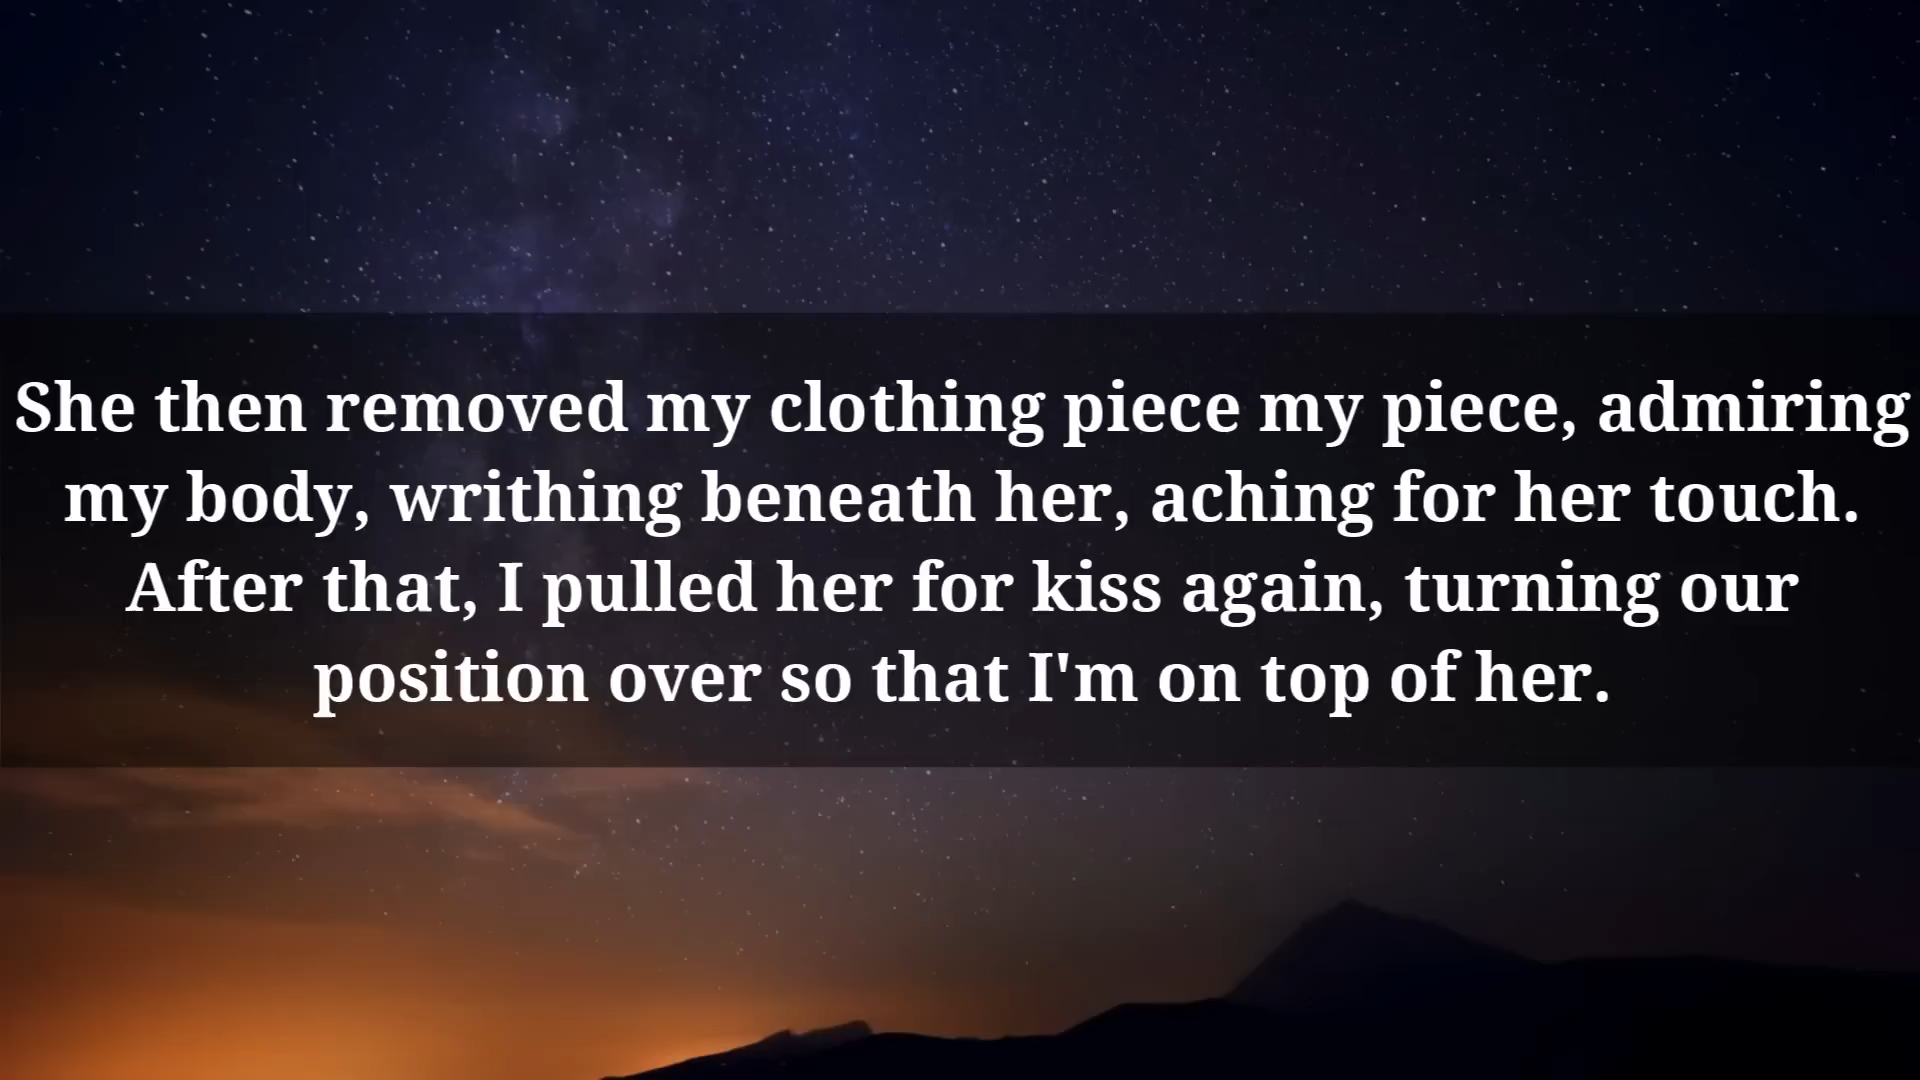 She then removed my clothing piece my piece, admiring
my body, writhing beneath her, aching for her touch.
After that, I pulled her for kiss again, turning our
position over so that I'm on top of her.